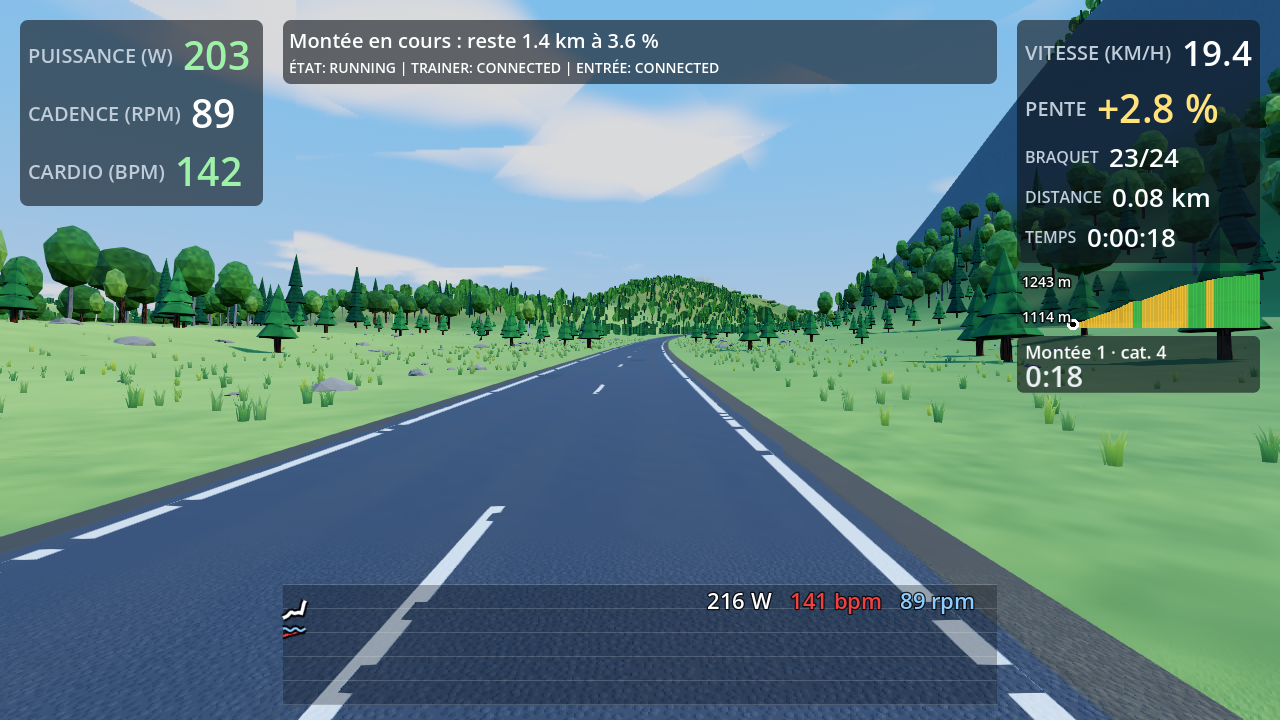 PUISSANCE (W) 203
CADENCE (RPM) 89
CARDIO (BPM) 142
Montée en cours : reste 1.4 km à 3.6 %
ÉTAT: RUNNING | TRAINER: CONNECTED | ENTRÉE: CONNECTED
VITESSE (KM/H) 19.4
PENTE +2.8 %
BRAQUET 23/24
DISTANCE 0.08 km
TEMPS 0:00:18
1243 m
1114 m
Montée 1 · cat. 4
0:18
216 W 141 bpm 89 rpm